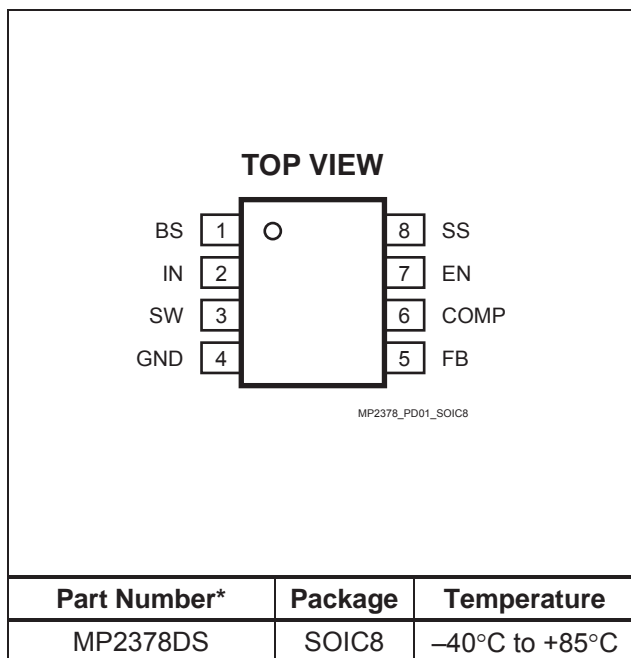 TOP VIEW
BS 1 8 SS
IN 2 7 EN
SW 3 6 COMP
GND 4 5 FB
MP2378_PD01_SOIC8
Part Number* Package Temperature
MP2378DS SOIC8 –40°C to +85°C